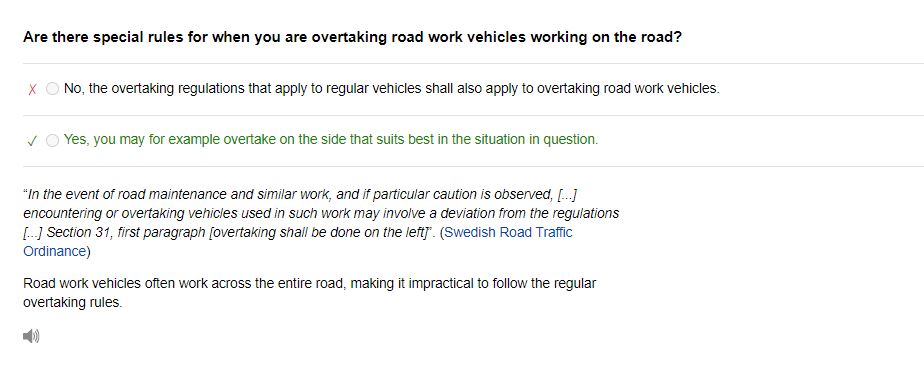 Are there special rules for when you are overtaking road work vehicles working on the road?
X No, the overtaking regulations that apply to regular vehicles shall also apply to overtaking road work vehicles.
✓ Yes, you may for example overtake on the side that suits best in the situation in question.
"In the event of road maintenance and similar work, and if particular caution is observed, [...]
encountering or overtaking vehicles used in such work may involve a deviation from the regulations
[...] Section 31, first paragraph [overtaking shall be done on the left]". (Swedish Road Traffic
Ordinance)
Road work vehicles often work across the entire road, making it impractical to follow the regular
overtaking rules.